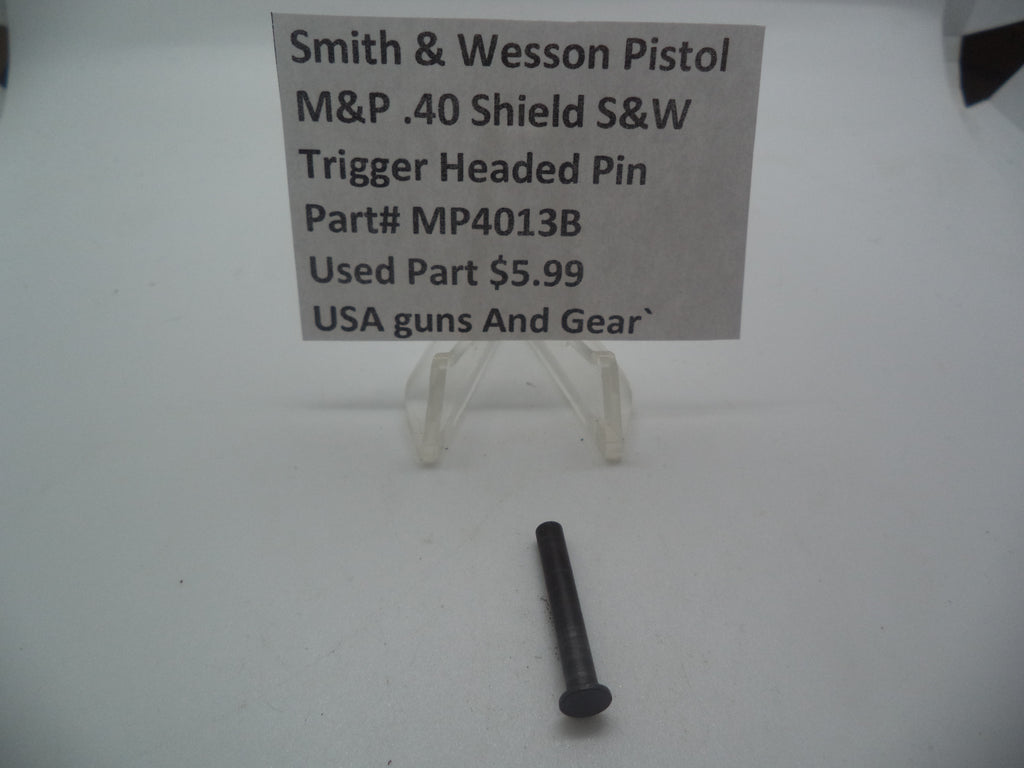 Smith & Wesson Pistol
M&P .40 Shield S&W
Trigger Headed Pin
Part# MP4013B
Used Part $5.99
USA guns And Gear`